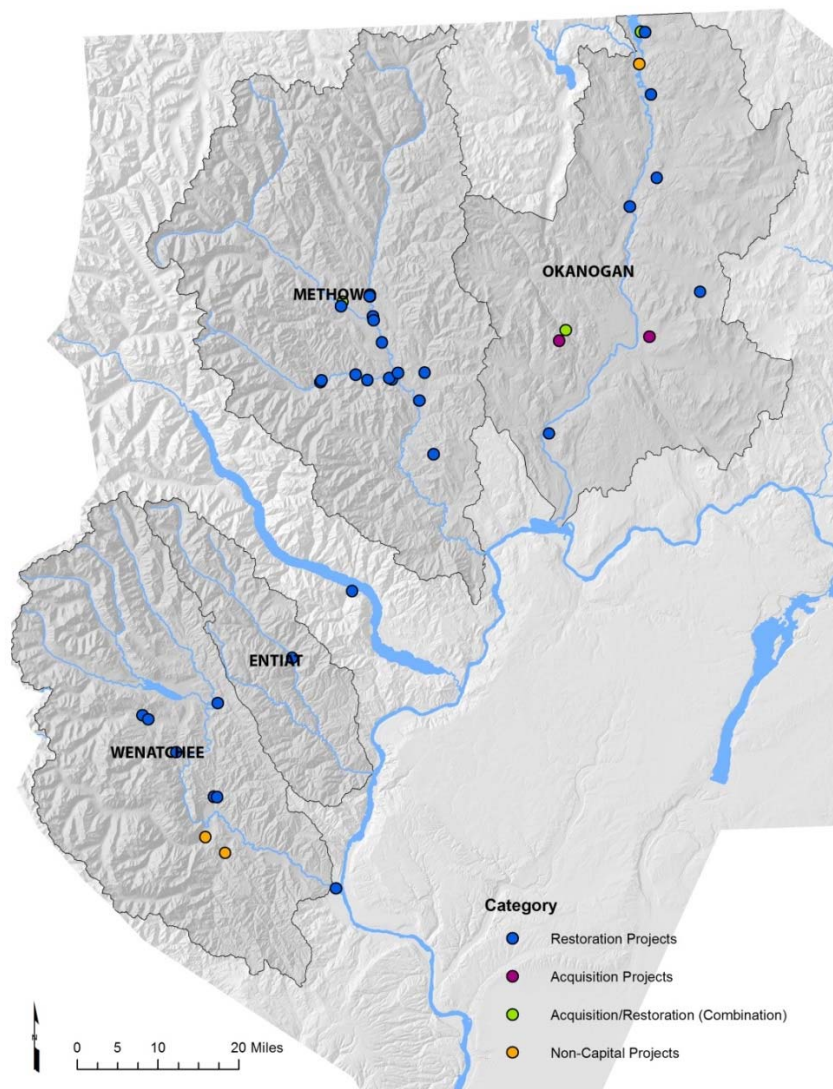 OKANOGAN
METHOW
ENTIAT
WENATCHEE
Category
Restoration Projects
Acquisition Projects
Acquisition/Restoration (Combination)
Non-Capital Projects
N
0 5 10 20 Miles